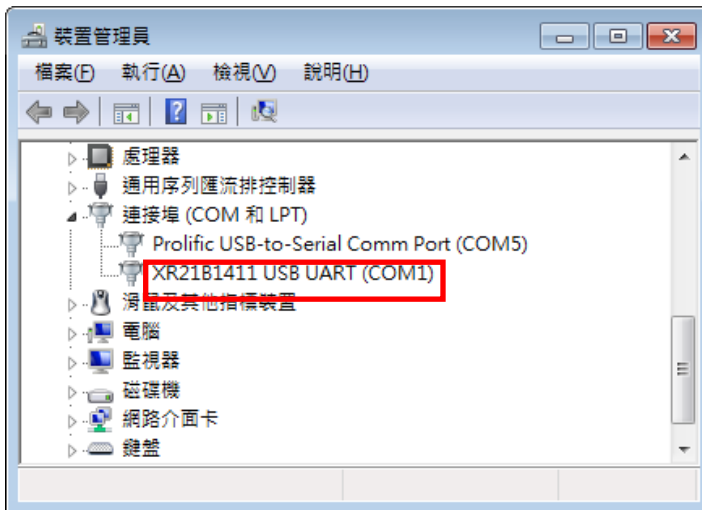 裝置管理員
檔案(F) 執行(A) 檢視(V) 說明(H)
處理器
通用序列匯流排控制器
連接埠 (COM 和 LPT)
Prolific USB-to-Serial Comm Port (COM5)
XR21B1411 USB UART (COM1)
滑鼠及其他指標裝置
電腦
監視器
磁碟機
網路介面卡
鍵盤